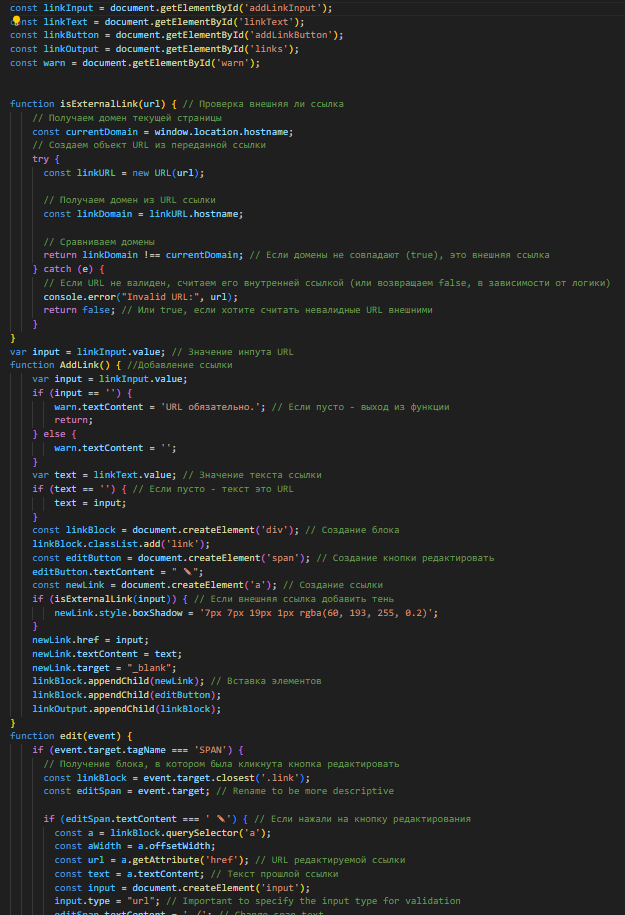 const linkInput = document.getElementById('addLinkInput');
const linkText = document.getElementById('linkText');
const linkButton = document.getElementById('addLinkButton');
const linkOutput = document.getElementById('links');
const warn = document.getElementById('warn');
function isExternalLink(url) { // Проверка внешняя ли ссылка
// Получаем домен текущей страницы
const currentDomain = window.location.hostname;
// Создаем объект URL из переданной ссылки
try {
const linkURL = new URL(url);
// Получаем домен из URL ссылки
const linkDomain = linkURL.hostname;
// Сравниваем домены
return linkDomain !== currentDomain; // Если домены не совпадают (true), это внешняя ссылка
} catch (e) {
// Если URL не валиден, считаем его внутренней ссылкой (или возвращаем false, в зависимости от логики)
console.error("Invalid URL:", url);
return false; // Или true, если хотите считать невалидные URL внешними
}
}
var input = linkInput.value; // Значение инпута URL
function AddLink() { //Добавление ссылки
var input = linkInput.value;
if (input == '') {
warn.textContent = 'URL обязательно.'; // Если пусто - выход из функции
return;
} else {
warn.textContent = '';
}
var text = linkText.value; // Значение текста ссылки
if (text == '') { // Если пусто - текст это URL
text = input;
}
const linkBlock = document.createElement('div'); // Создание блока
linkBlock.classList.add('link');
const editButton = document.createElement('span'); // Создание кнопки редактировать
editButton.textContent = " ✎";
const newLink = document.createElement('a'); // Создание ссылки
if (isExternalLink(input)) { // Если внешняя ссылка добавить тень
newLink.style.boxShadow = '7px 7px 19px 1px rgba(60, 193, 255, 0.2)';
}
newLink.href = input;
newLink.textContent = text;
newLink.target = "_blank";
linkBlock.appendChild(newLink); // Вставка элементов
linkBlock.appendChild(editButton);
linkOutput.appendChild(linkBlock);
}
function edit(event) {
if (event.target.tagName === 'SPAN') {
// Получение блока, в котором была кликнута кнопка редактировать
const linkBlock = event.target.closest('.link');
const editSpan = event.target; // Rename to be more descriptive
if (editSpan.textContent === ' ✎') { // Если нажали на кнопку редактирования
const a = linkBlock.querySelector('a');
const aWidth = a.offsetWidth;
const url = a.getAttribute('href'); // URL редактируемой ссылки
const text = a.textContent; // Текст прошлой ссылки
const input = document.createElement('input');
input.type = "url"; // Important to specify the input type for validation